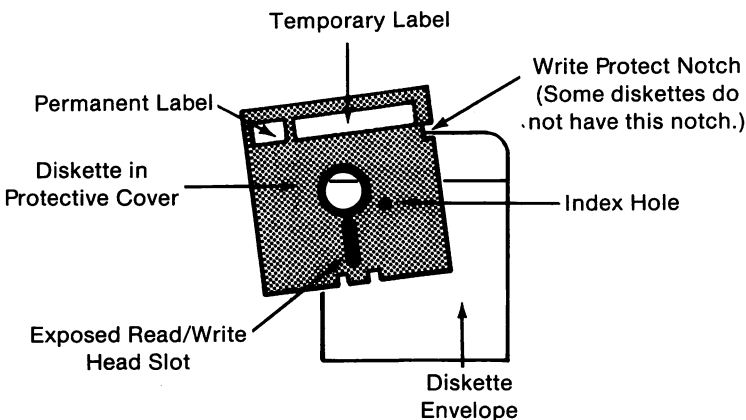 Temporary Label
Write Protect Notch
(Some diskettes do
not have this notch.)
Permanent Label
Diskette in
Protective Cover
Index Hole
Exposed Read/Write
Head Slot
Diskette
Envelope